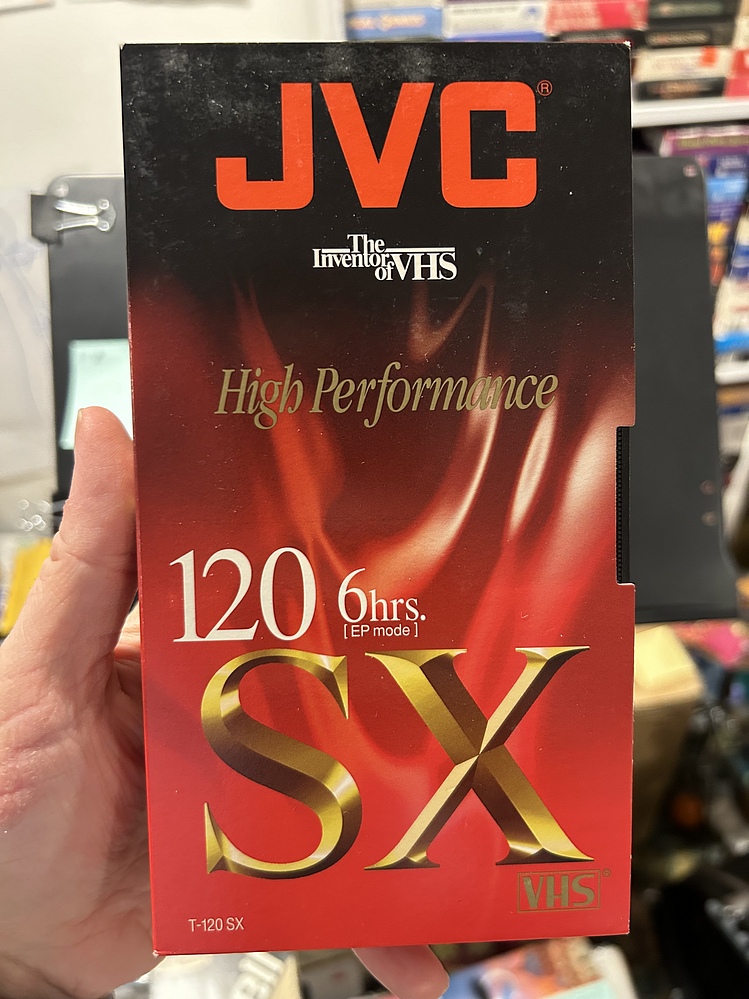 JVC®
The
Inventor
of VHS
High Performance
120 6hrs.
[EP mode]
SX
VHS®
T-120 SX